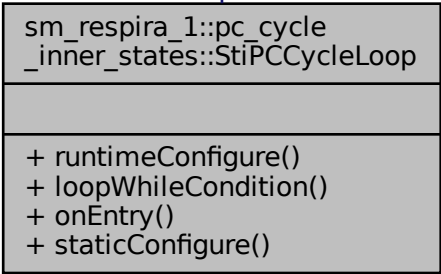 sm_respira_1::pc_cycle
_inner_states::StiPCCycleLoop
+ runtimeConfigure()
+ loopWhileCondition()
+ onEntry()
+ staticConfigure()